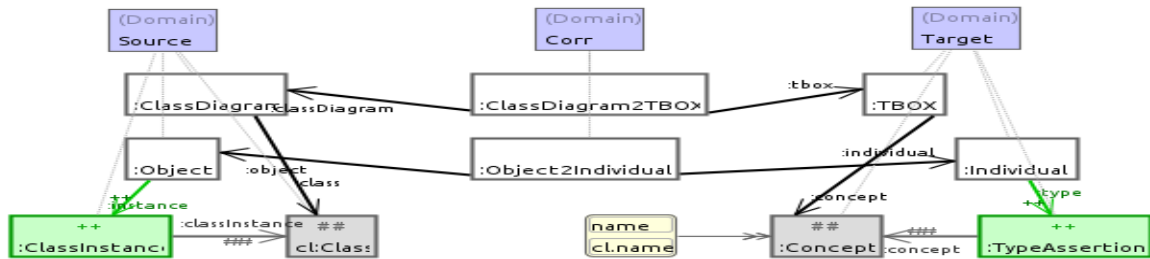 (Domain)
Source
(Domain)
Corr
(Domain)
Target
:ClassDiagram
:classDiagram
:ClassDiagram2TBOX
:tbox
:TBOX
:Object
:object
:class
:Object2Individual
:individual
:Individual
++
:instance
:concept
:type
++
++
:ClassInstance
:classInstance
##
##
cl:Class
name
cl.name
##
:Concept
##
:concept
++
:TypeAssertion